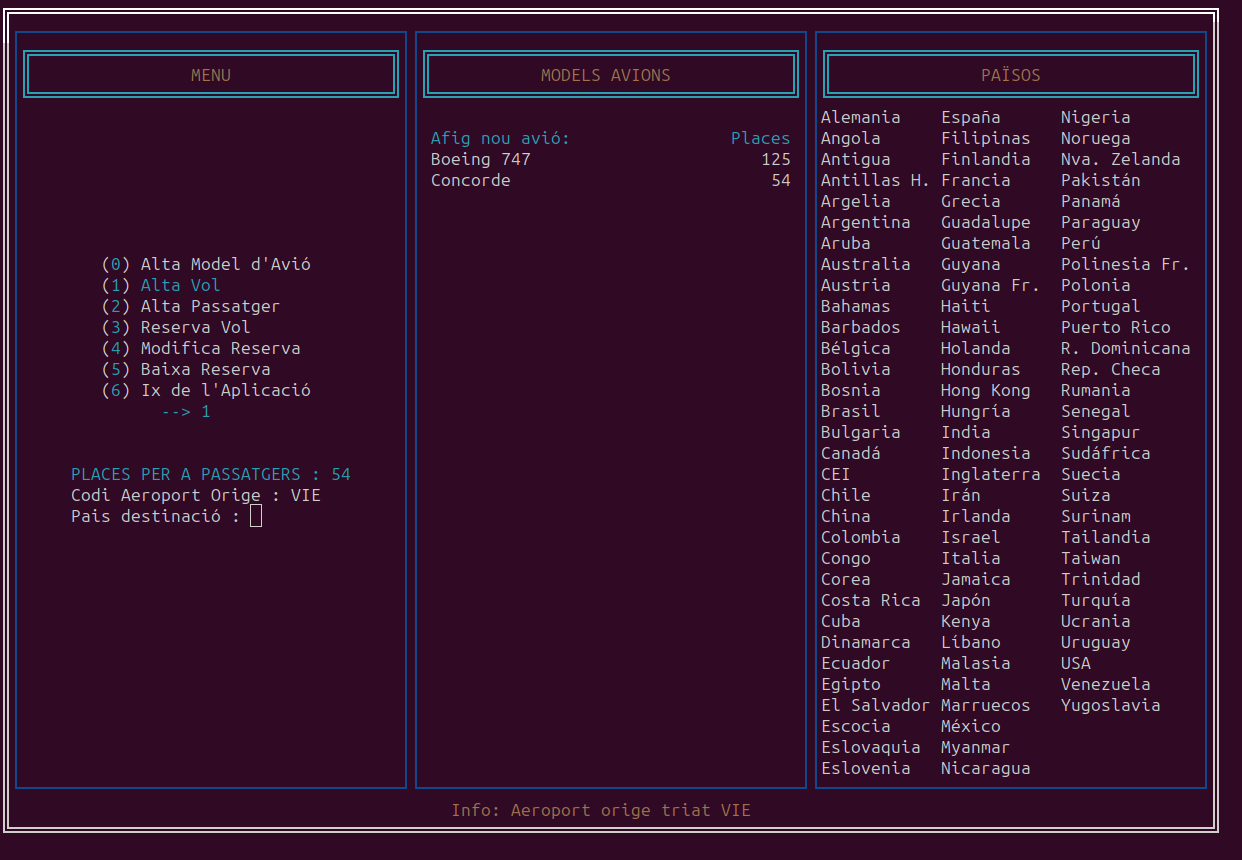 MENU
(0) Alta Model d'Avió
(1) Alta Vol
(2) Alta Passatger
(3) Reserva Vol
(4) Modifica Reserva
(5) Baixa Reserva
(6) Ix de l'Aplicació
--> 1
PLACES PER A PASSATGERS : 54
Codi Aeroport Orige : VIE
Pais destinació :
MODELS AVIONS
Afig nou avió: Places
Boeing 747 125
Concorde 54
PAÏSOS
Alemania España Nigeria
Angola Filipinas Noruega
Antigua Finlandia Nva. Zelanda
Antillas H. Francia Pakistán
Argelia Grecia Panamá
Argentina Guadalupe Paraguay
Aruba Guatemala Perú
Australia Guyana Polinesia Fr.
Austria Guyana Fr. Polonia
Bahamas Haiti Portugal
Barbados Hawaii Puerto Rico
Bélgica Holanda R. Dominicana
Bolivia Honduras Rep. Checa
Bosnia Hong Kong Rumania
Brasil Hungría Senegal
Bulgaria India Singapur
Canadá Indonesia Sudáfrica
CEI Inglaterra Suecia
Chile Irán Suiza
China Irlanda Surinam
Colombia Israel Tailandia
Congo Italia Taiwan
Corea Jamaica Trinidad
Costa Rica Japón Turquía
Cuba Kenya Ucrania
Dinamarca Líbano Uruguay
Ecuador Malasia USA
Egipto Malta Venezuela
El Salvador Marruecos Yugoslavia
Escocia México
Eslovaquia Myanmar
Eslovenia Nicaragua
Info: Aeroport orige triat VIE